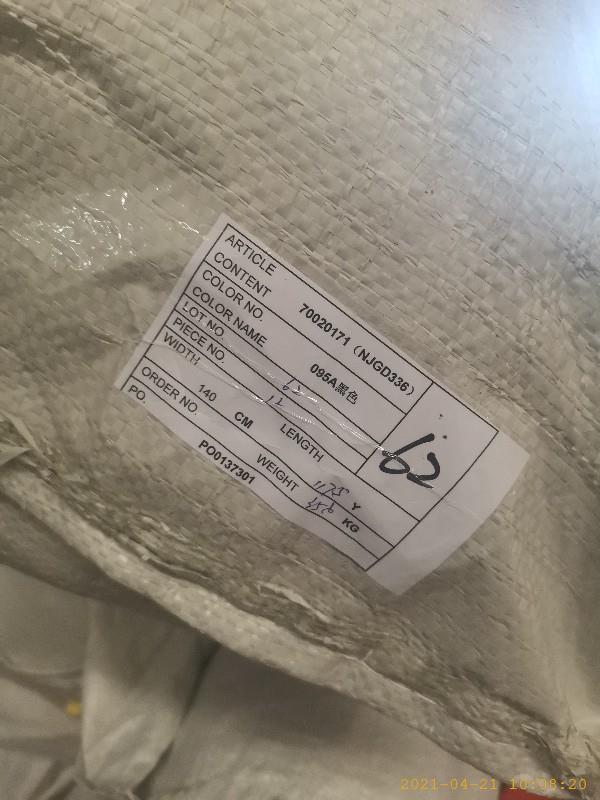 ARTICLE 70020171 (NJGD336)
CONTENT
COLOR NO. 095A黑色
COLOR NAME
LOT NO 62
PIECE NO. 12
WIDTH 140 CM LENGTH Y
ORDER NO. WEIGHT KG
PO. PO0137301
62
2021-04-21 10:08:20